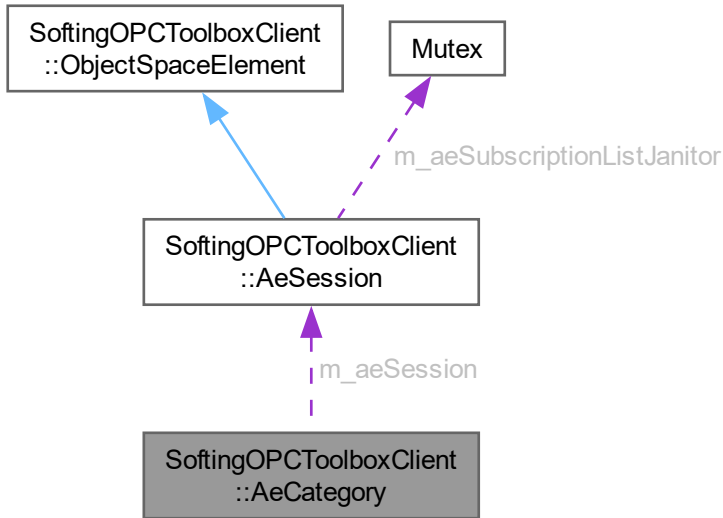 SoftingOPCToolboxClient
::ObjectSpaceElement
Mutex
m_aeSubscriptionListJanitor
SoftingOPCToolboxClient
::AeSession
m_aeSession
SoftingOPCToolboxClient
::AeCategory